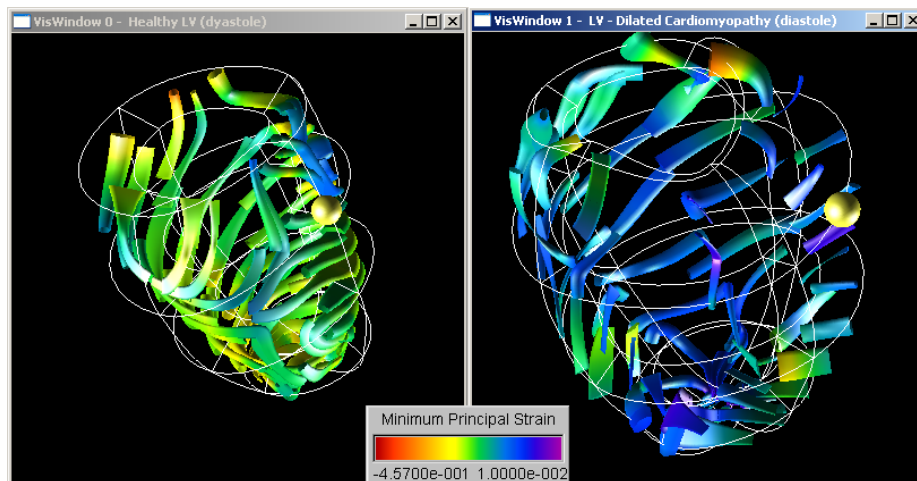 VisWindow 0 - Healthy LV (dyastole)
VisWindow 1 - LV - Dilated Cardiomyopathy (diastole)
Minimum Principal Strain
-4.5700e-001 1.0000e-002